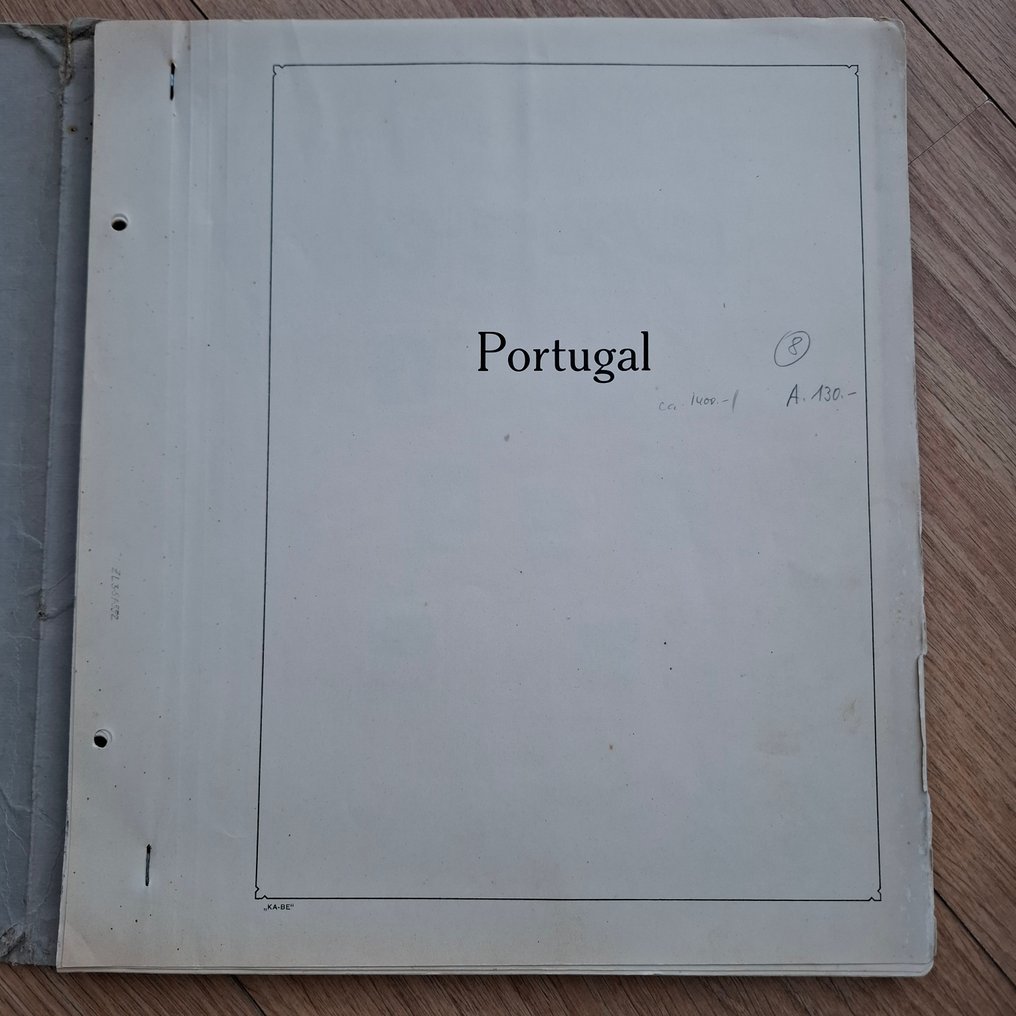 Portugal
8
ca. 1400.-
A. 130.-
„KA-BE"